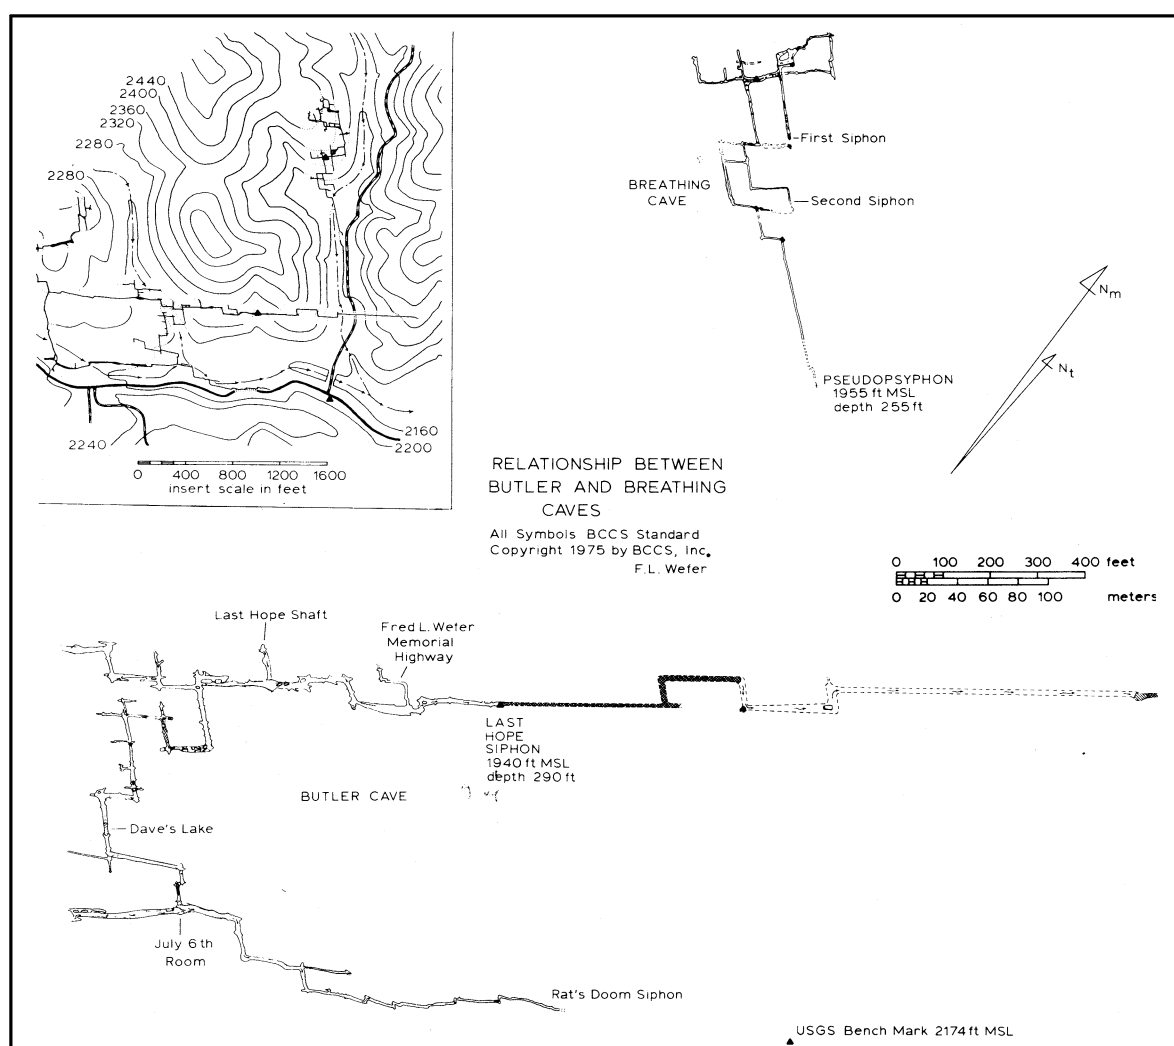 2440
2400
2360
2320
2280
2280
2240
2160
2200
0 400 800 1200 1600
insert scale in feet
First Siphon
BREATHING
CAVE
Second Siphon
PSEUDOPSYPHON
1955 ft MSL
depth 255 ft
Nm
Nt
RELATIONSHIP BETWEEN
BUTLER AND BREATHING
CAVES
All Symbols BCCS Standard
Copyright 1975 by BCCS, Inc.
F.L. Wefer
0 100 200 300 400 feet
0 20 40 60 80 100 meters
Last Hope Shaft
Fred L. Wefer
Memorial
Highway
LAST
HOPE
SIPHON
1940 ft MSL
depth 290 ft
BUTLER CAVE
Dave's Lake
July 6th
Room
Rat's Doom Siphon
USGS Bench Mark 2174 ft MSL